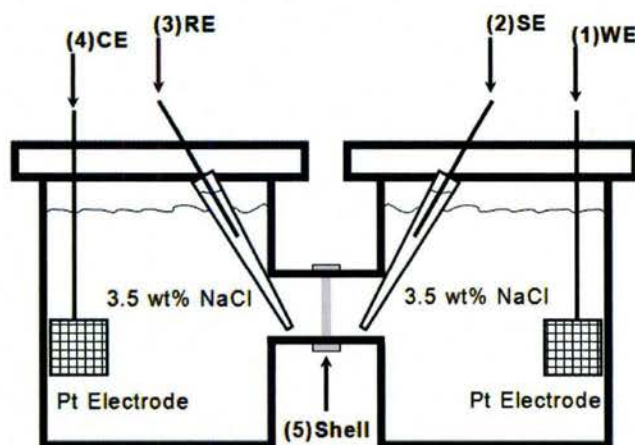 (4)CE
(3)RE
(2)SE
(1)WE
3.5 wt% NaCl
3.5 wt% NaCl
Pt Electrode
Pt Electrode
(5)Shell